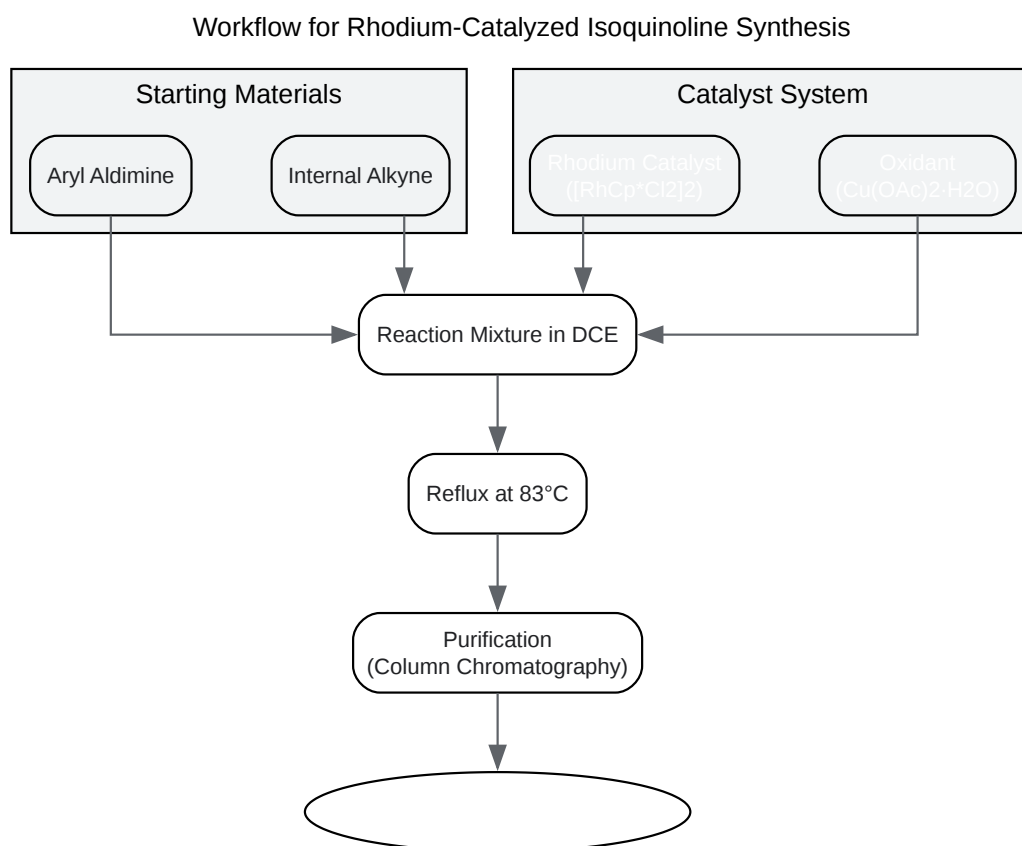 Workflow for Rhodium-Catalyzed Isoquinoline Synthesis
Starting Materials
Catalyst System
Aryl Aldimine
Internal Alkyne
Rhodium Catalyst
([RhCp*Cl2]2)
Oxidant
(Cu(OAc)2·H2O)
Reaction Mixture in DCE
Reflux at 83°C
Purification
(Column Chromatography)